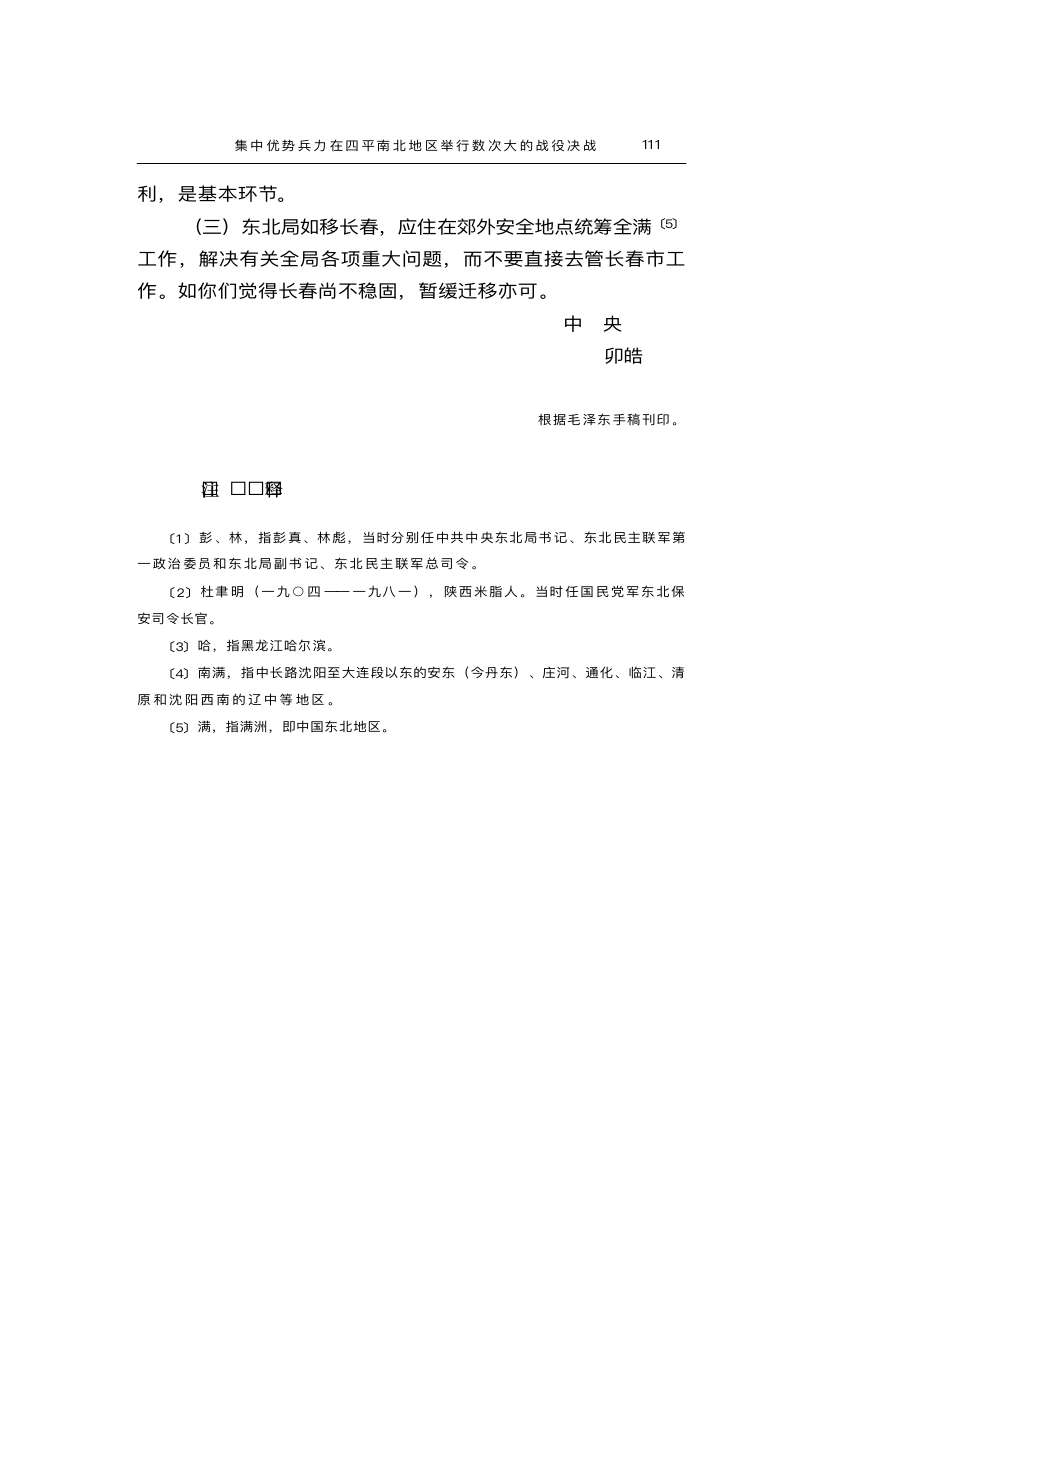 集中优势兵力在四平南北地区举行数次大的战役决战 111
利，是基本环节。
（三）东北局如移长春，应住在郊外安全地点统筹全满〔5〕
工作，解决有关全局各项重大问题，而不要直接去管长春市工
作。如你们觉得长春尚不稳固，暂缓迁移亦可。
中 央
卯皓
根据毛泽东手稿刊印。
注 □□释
〔1〕彭、林，指彭真、林彪，当时分别任中共中央东北局书记、东北民主联军第
一政治委员和东北局副书记、东北民主联军总司令。
〔2〕杜聿明（一九〇四——一九八一），陕西米脂人。当时任国民党军东北保
安司令长官。
〔3〕哈，指黑龙江哈尔滨。
〔4〕南满，指中长路沈阳至大连段以东的安东（今丹东）、庄河、通化、临江、清
原和沈阳西南的辽中等地区。
〔5〕满，指满洲，即中国东北地区。